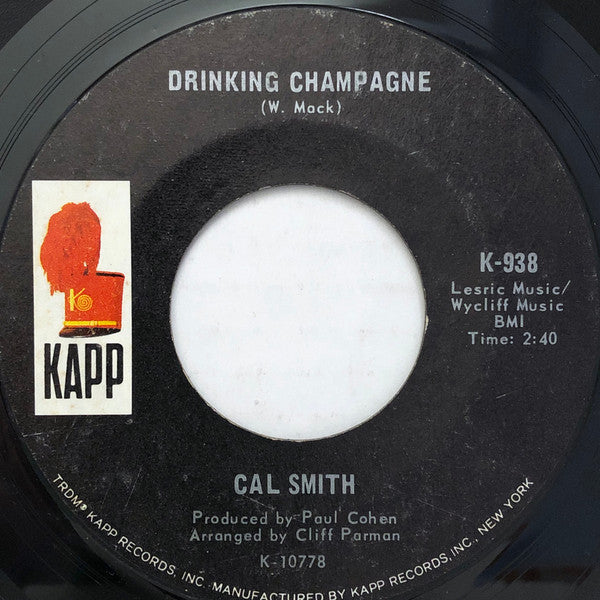 DRINKING CHAMPAGNE
(W. Mack)
K
KAPP
K-938
Lesric Music/
Wycliff Music
BMI
Time: 2:40
CAL SMITH
Produced by Paul Cohen
Arranged by Cliff Parman
K-10778
TRDM® KAPP RECORDS, INC. MANUFACTURED BY KAPP RECORDS, INC. NEW YORK